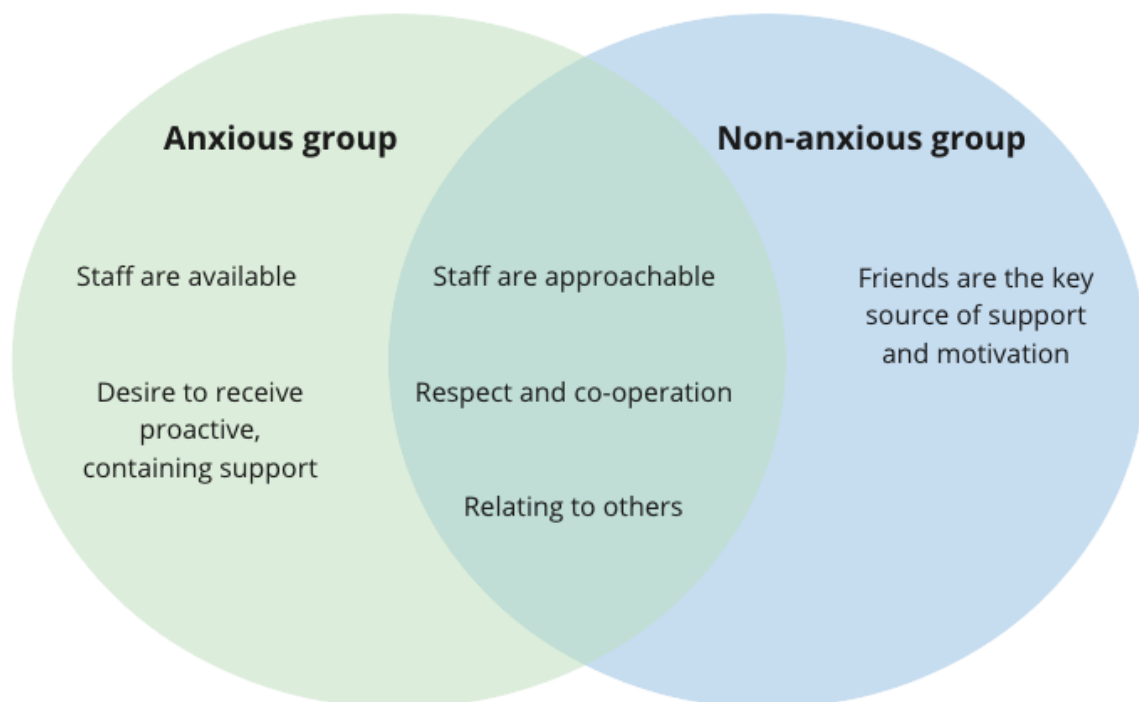 Anxious group
Staff are available
Desire to receive
proactive,
containing support
Staff are approachable
Respect and co-operation
Relating to others
Non-anxious group
Friends are the key
source of support
and motivation